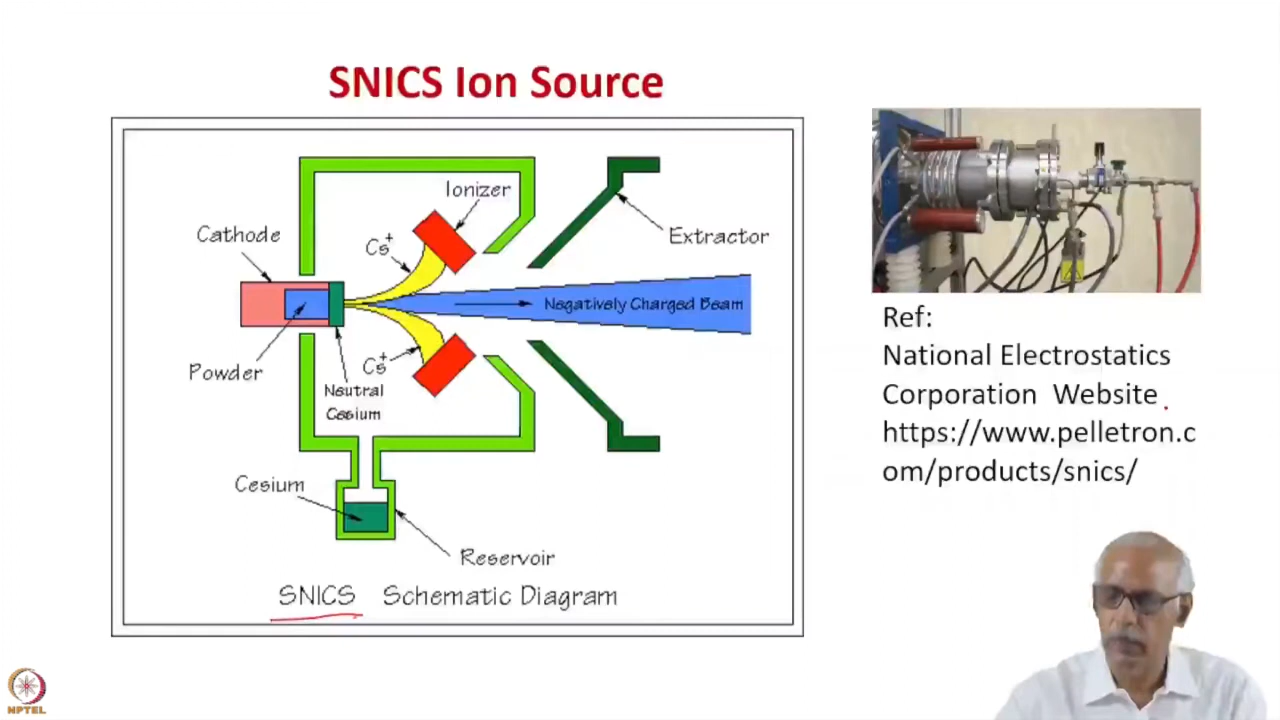 SNICS Ion Source
Ionizer
Cs+
Cathode
Extractor
Negatively Charged Beam
Powder
Cs+
Neutral
Cesium
Cesium
Reservoir
SNICS Schematic Diagram
Ref:
National Electrostatics
Corporation Website
https://www.pelletron.c
om/products/snics/
NPTEL